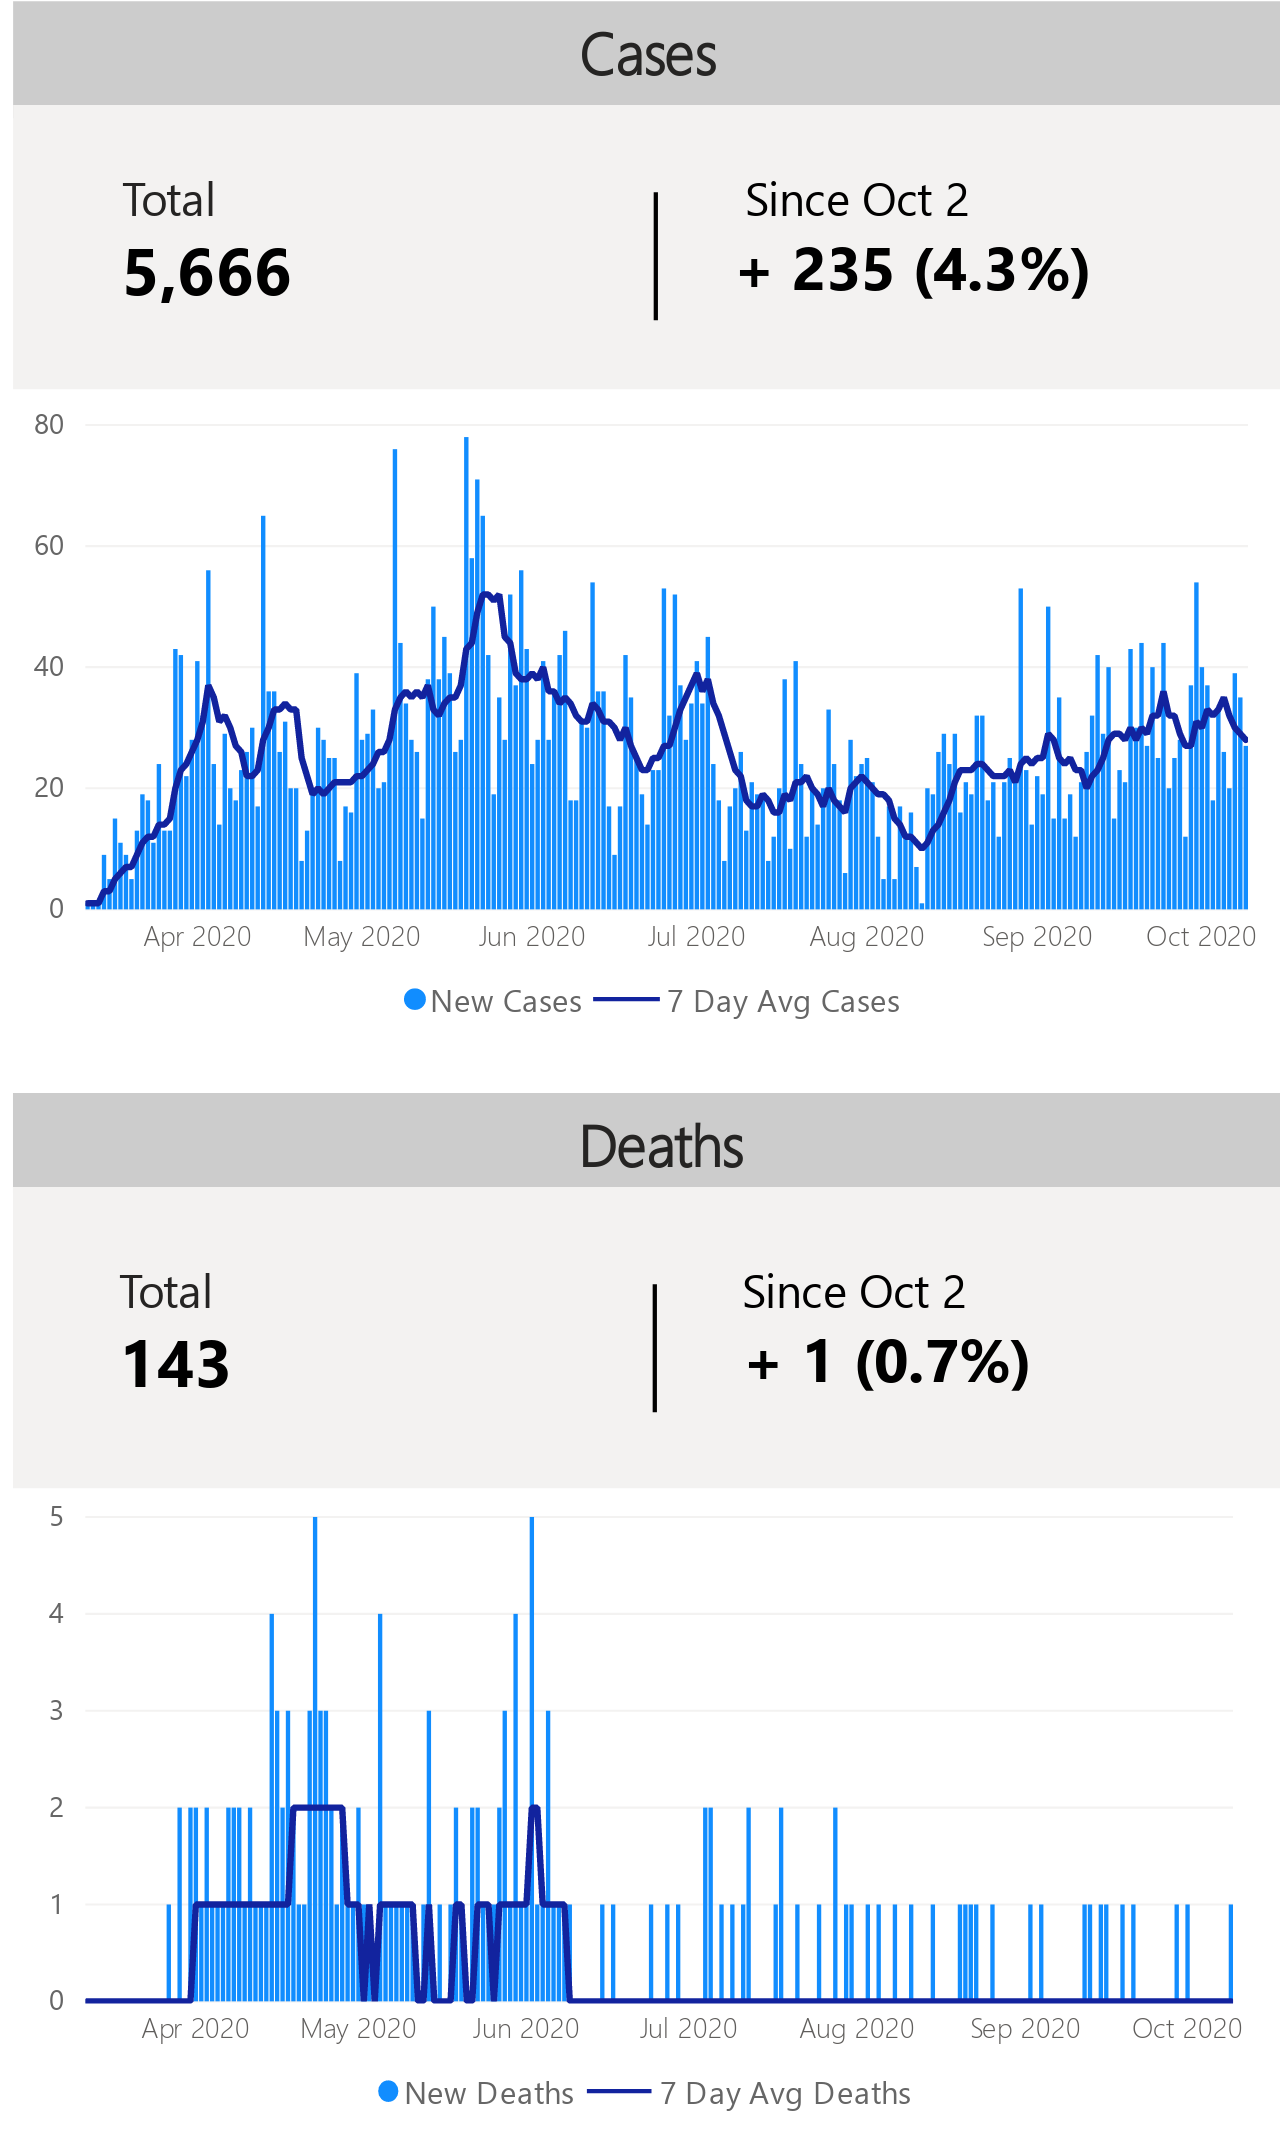 Cases
Total
Since Oct 2
5,666
+ 235 (4.3%)
80
60
40
20
0
Apr 2020 May 2020 Jun 2020 Jul 2020 Aug 2020 Sep 2020 Oct 2020
New Cases 7 Day Avg Cases
Deaths
Total
Since Oct 2
143
+ 1 (0.7%)
5
4
3
2
1
0
Apr 2020 May 2020 Jun 2020 Jul 2020 Aug 2020 Sep 2020 Oct 2020
New Deaths 7 Day Avg Deaths